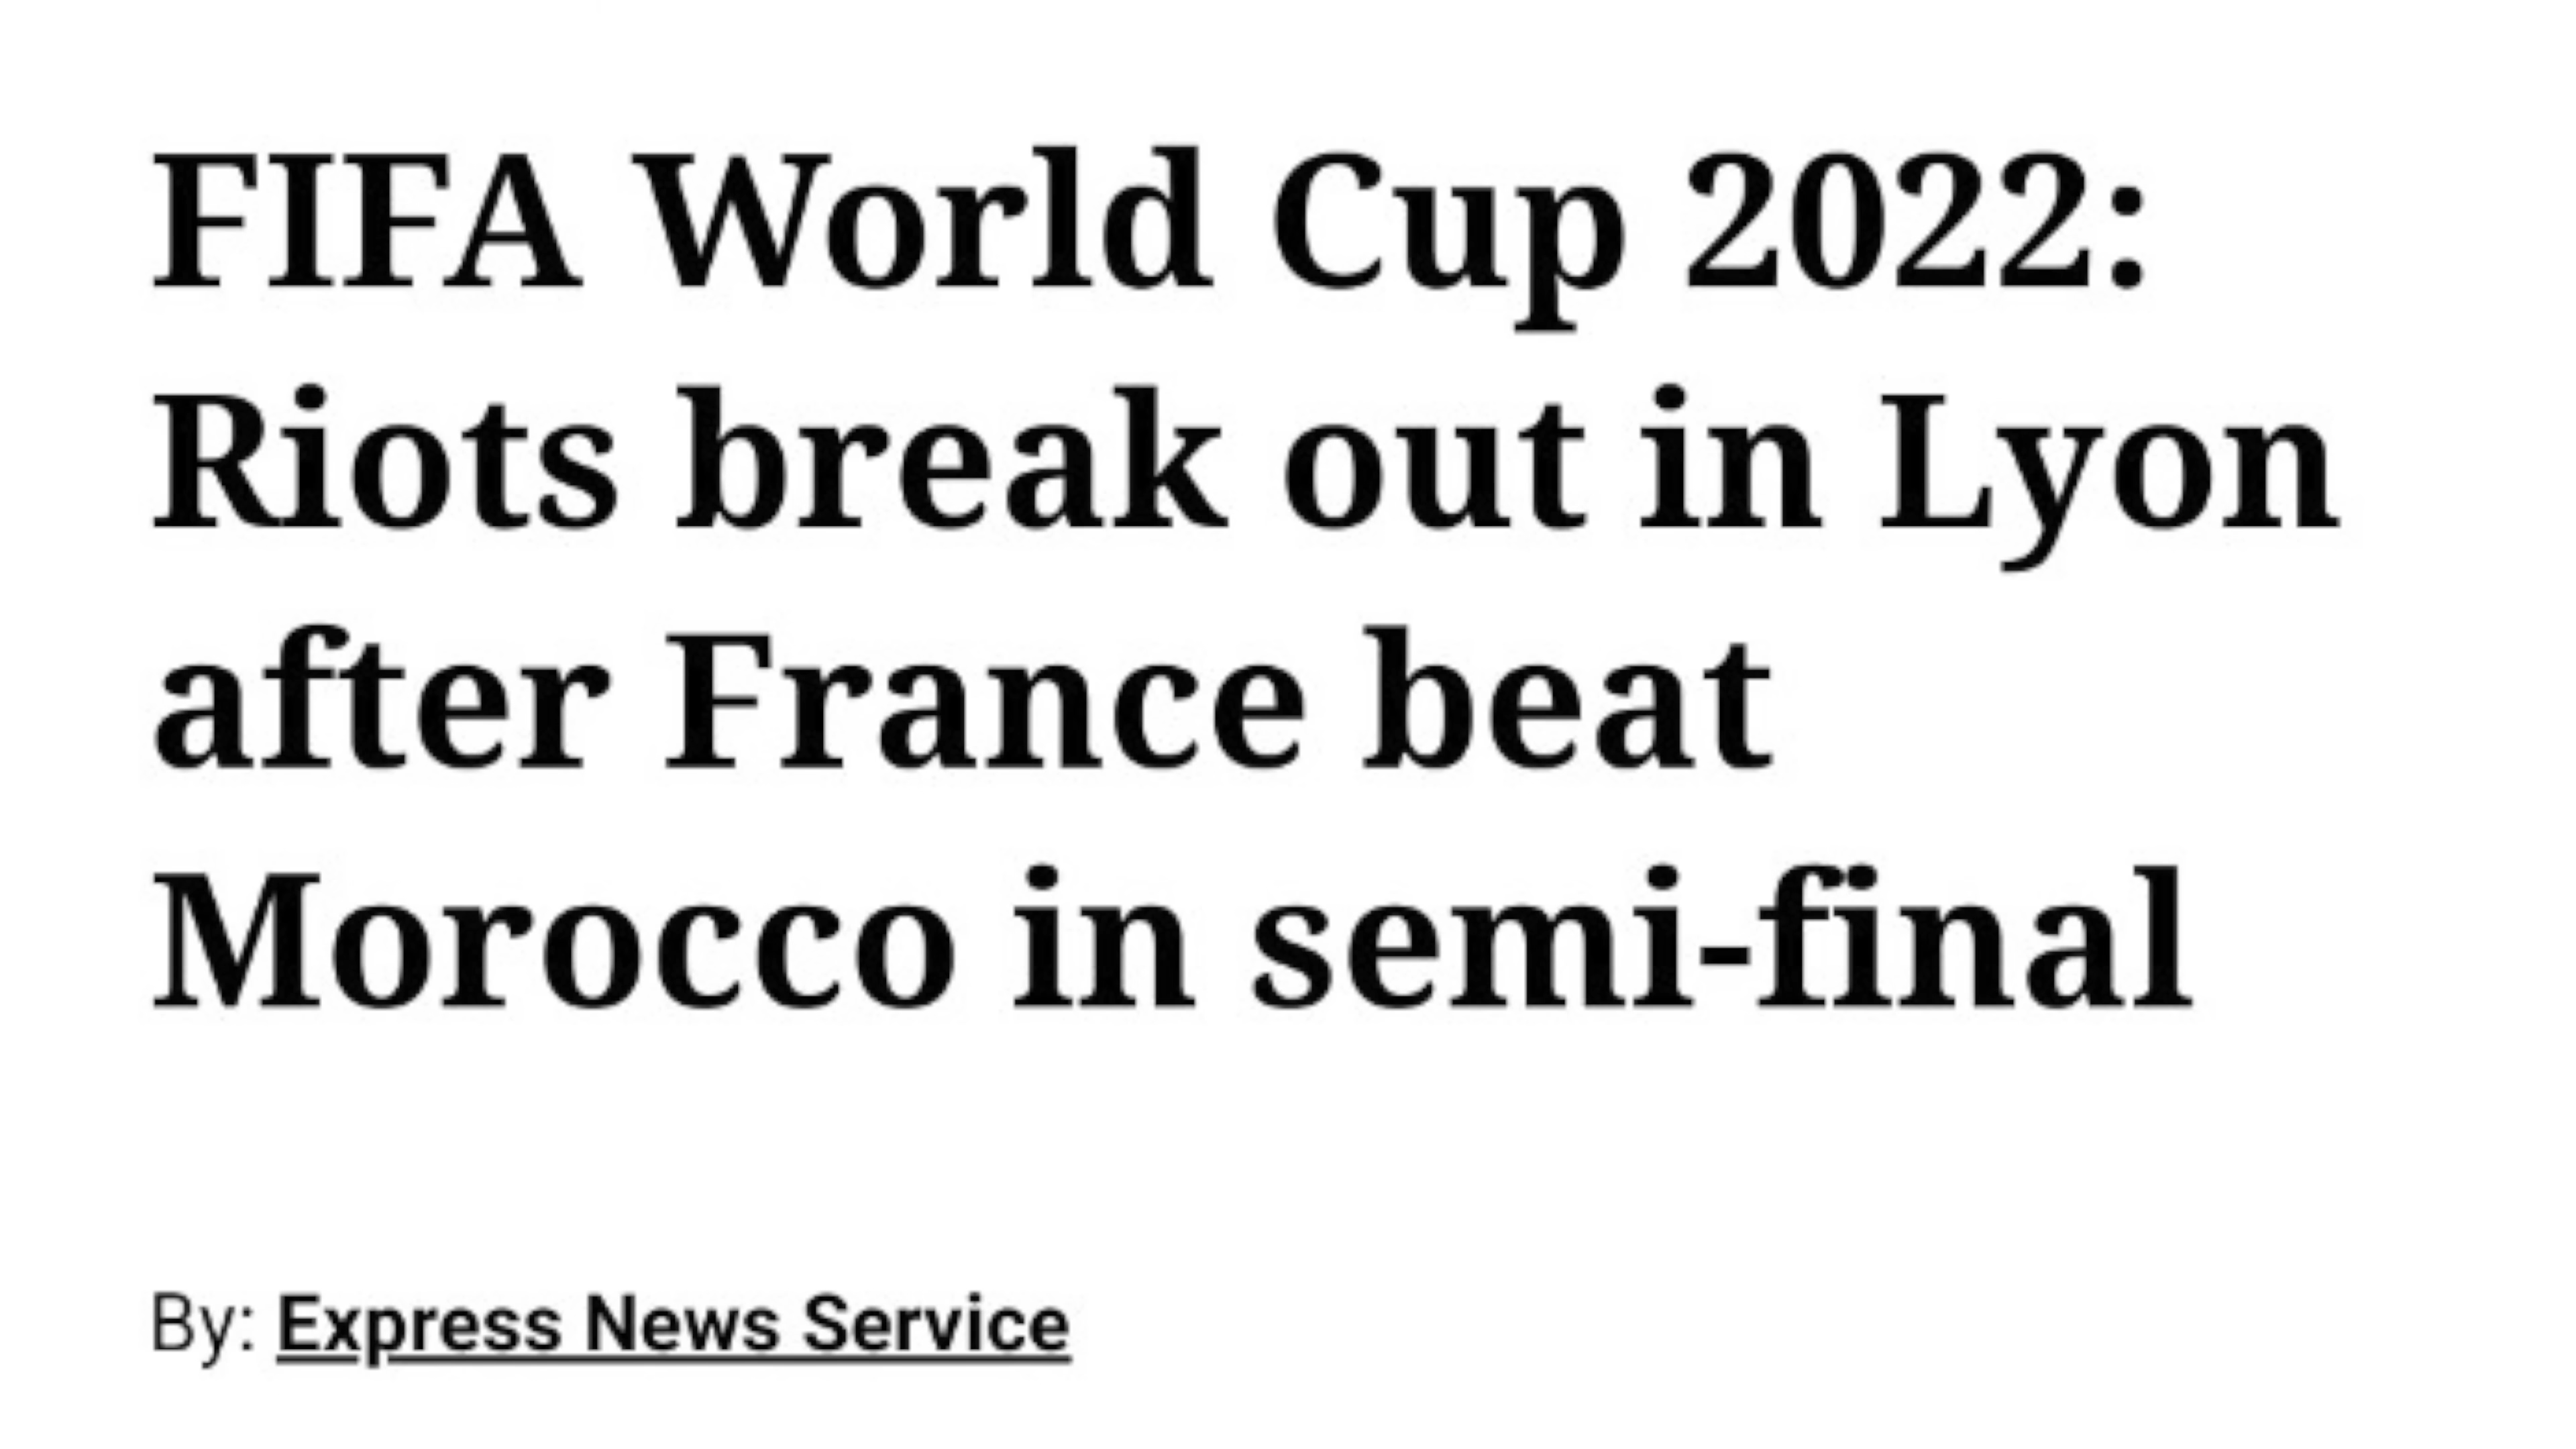 FIFA World Cup 2022:
Riots break out in Lyon
after France beat
Morocco in semi-final
By: Express News Service